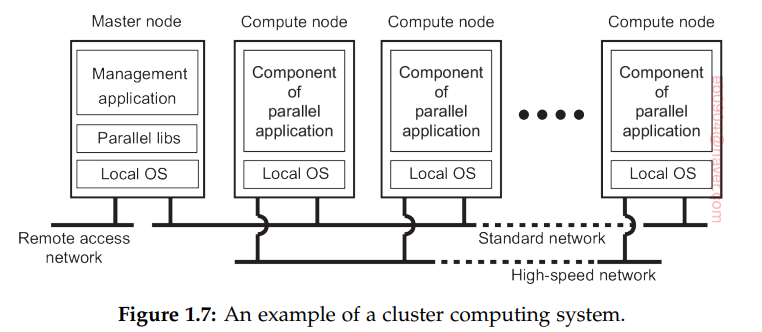 Master node
Compute node
Compute node
Compute node
Management
application
Parallel libs
Local OS
Component
of
parallel
application
Local OS
Component
of
parallel
application
Local OS
Component
of
parallel
application
Local OS
Remote access
network
Standard network
High-speed network
Figure 1.7: An example of a cluster computing system.